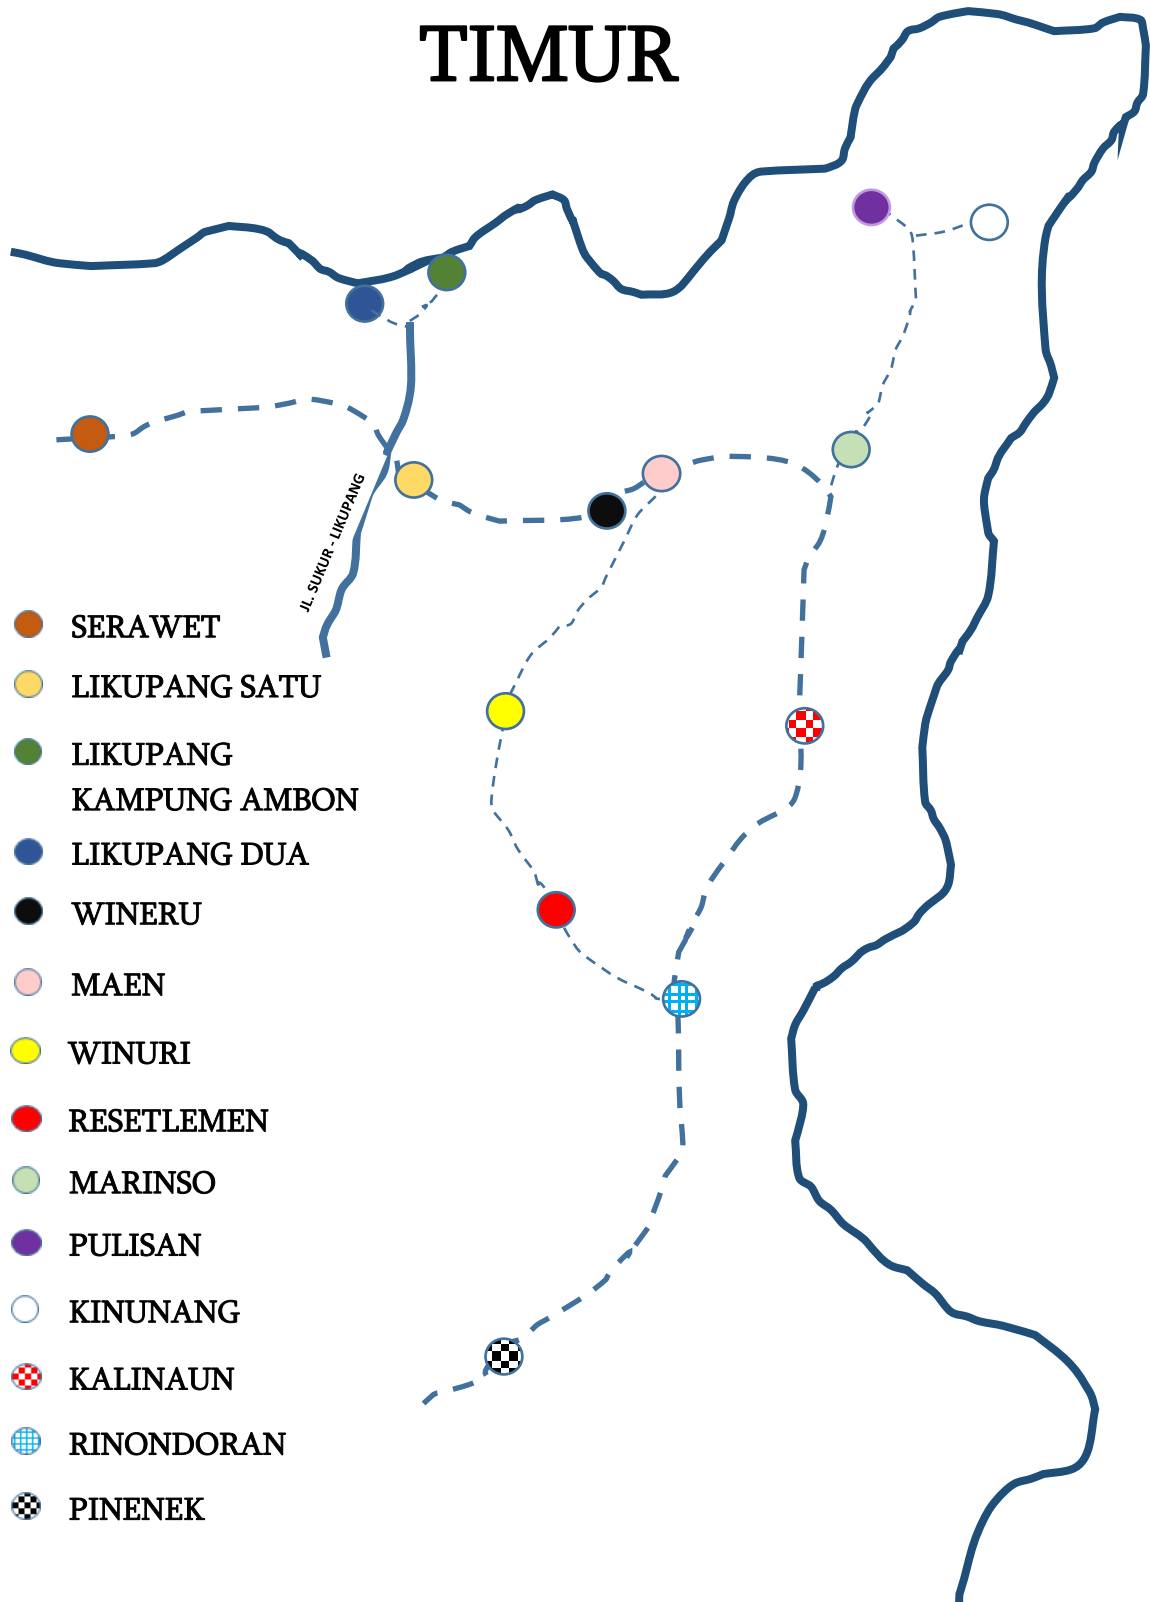 TIMUR
JL. SUKUR - LIKUPANG
SERAWET
LIKUPANG SATU
LIKUPANG
KAMPUNG AMBON
LIKUPANG DUA
WINERU
MAEN
WINURI
RESETLEMEN
MARINSO
PULISAN
KINUNANG
KALINAUN
RINONDORAN
PINENEK